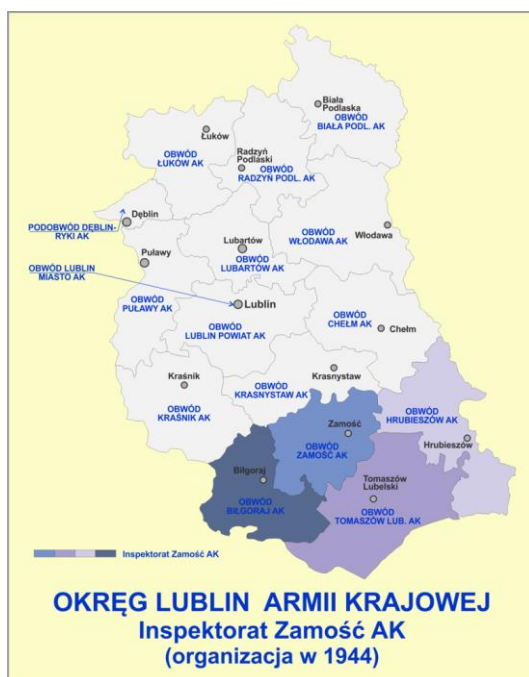 Biała
Podlaska
OBWÓD
BIAŁA PODL. AK
Łuków
OBWÓD
ŁUKÓW AK
Radzyń
Podlaski
OBWÓD
RADZYŃ PODL. AK
Dęblin
PODOBWÓD DĘBLIN-
RYKI AK
Włodawa
OBWÓD
WŁODAWA AK
Lubartów
OBWÓD
LUBARTÓW AK
Puławy
OBWÓD LUBLIN
MIASTO AK
OBWÓD
PUŁAWY AK
Lublin
OBWÓD
LUBLIN POWIAT AK
OBWÓD
CHEŁM AK
Chełm
Kraśnik
OBWÓD
KRAŚNIK AK
Krasnystaw
OBWÓD
KRASNYSTAW AK
OBWÓD
HRUBIESZÓW AK
Hrubieszów
Zamość
OBWÓD
ZAMOŚĆ AK
Biłgoraj
OBWÓD
BIŁGORAJ AK
Tomaszów
Lubelski
OBWÓD
TOMASZÓW LUB. AK
Inspektorat Zamość AK
OKRĘG LUBLIN ARMII KRAJOWEJ
Inspektorat Zamość AK
(organizacja w 1944)